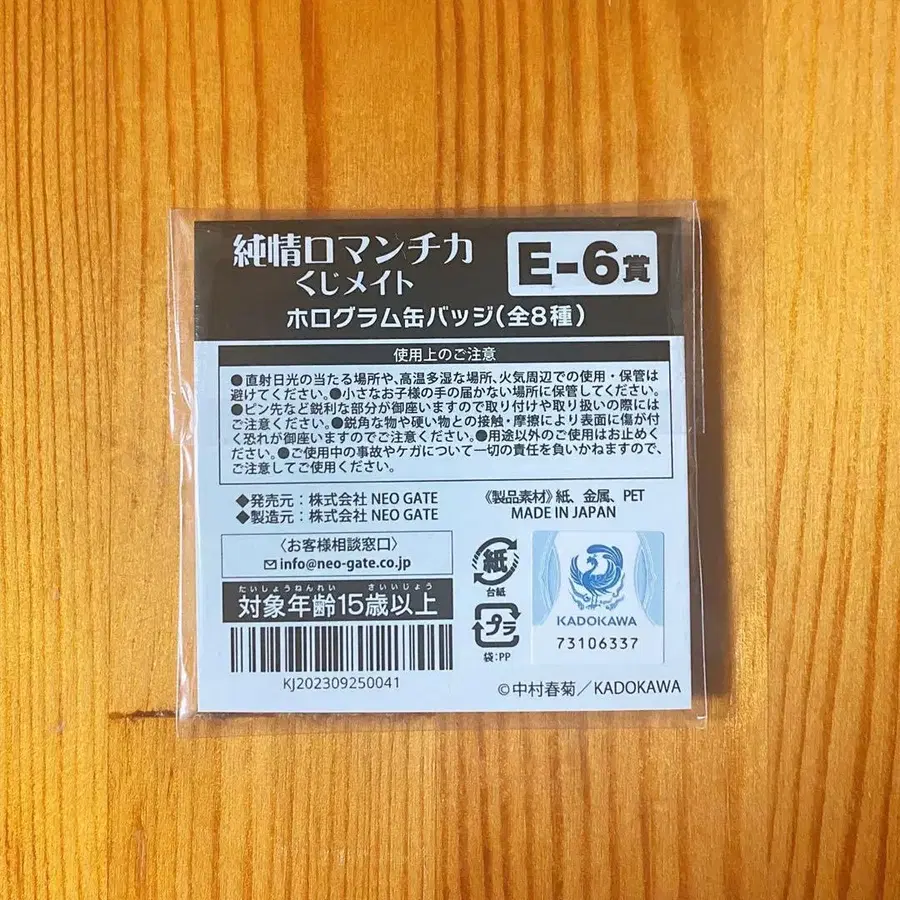 純情ロマンチカ
くじメイト
E-6賞
ホログラム缶バッジ(全8種)
使用上のご注意
●直射日光の当たる場所や、高温多湿な場所、火気周辺での使用・保管は
避けてください。●小さなお子様の手の届かない場所に保管してください。
●ピン先など鋭利な部分が御座いますので取り付けや取り扱いの際には
ご注意ください。●鋭角な物や硬い物との接触・摩擦により表面に傷が付
く恐れが御座いますのでご注意ください。●用途以外のご使用はお止めく
ださい。●ご使用中の事故やケガについて一切の責任を負いかねますので、
ご注意してご使用ください。
◆発売元：株式会社 NEO GATE
◆製造元：株式会社 NEO GATE
《製品素材》紙、金属、PET
MADE IN JAPAN
〈お客様相談窓口〉
info@neo-gate.co.jp
たいしょうねんれい さいいじょう
対象年齢15歳以上
KJ202309250041
紙
台紙
プラ
袋:PP
KADOKAWA
73106337
©中村春菊／KADOKAWA